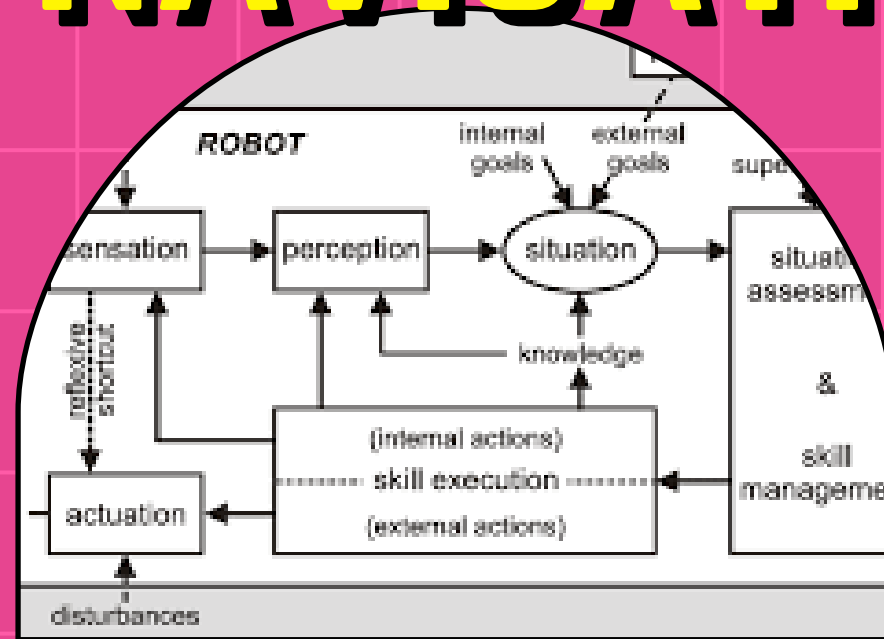 ROBOT
internal
goals
external
goals
sensation
perception
situation
reflexive
shortcut
knowledge
&
(internal actions)
skill execution
(external actions)
skill
actuation
disturbances